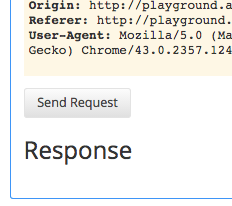 Origin: http://playground.a
Referer: http://playground.
User-Agent: Mozilla/5.0 (Ma
Gecko) Chrome/43.0.2357.124
Send Request
Response